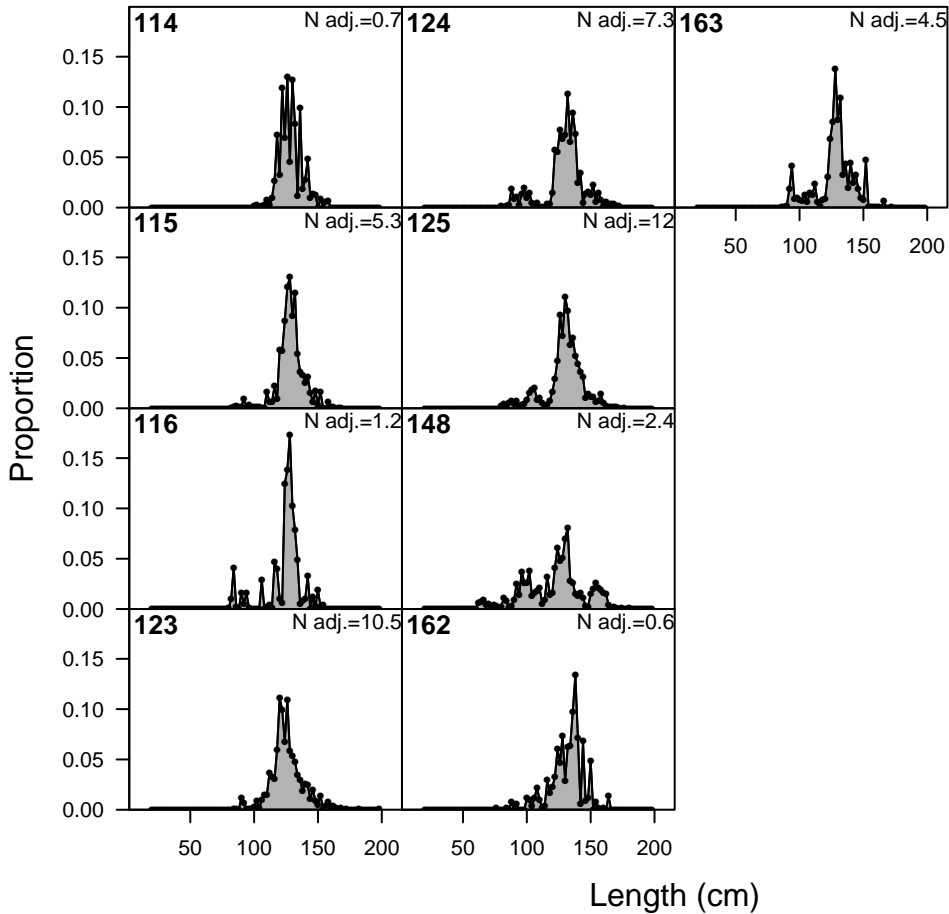 114 N adj.=0.7 124 N adj.=7.3 163 N adj.=4.5
0.15
0.10
0.05
0.00
115 N adj.=5.3 125 N adj.=12
50 100 150 200
0.15
0.10
0.05
0.00
116 N adj.=1.2 148 N adj.=2.4
0.15
0.10
0.05
0.00
123 N adj.=10.5 162 N adj.=0.6
0.15
0.10
0.05
0.00
50 100 150 200 50 100 150 200
Proportion
Length (cm)